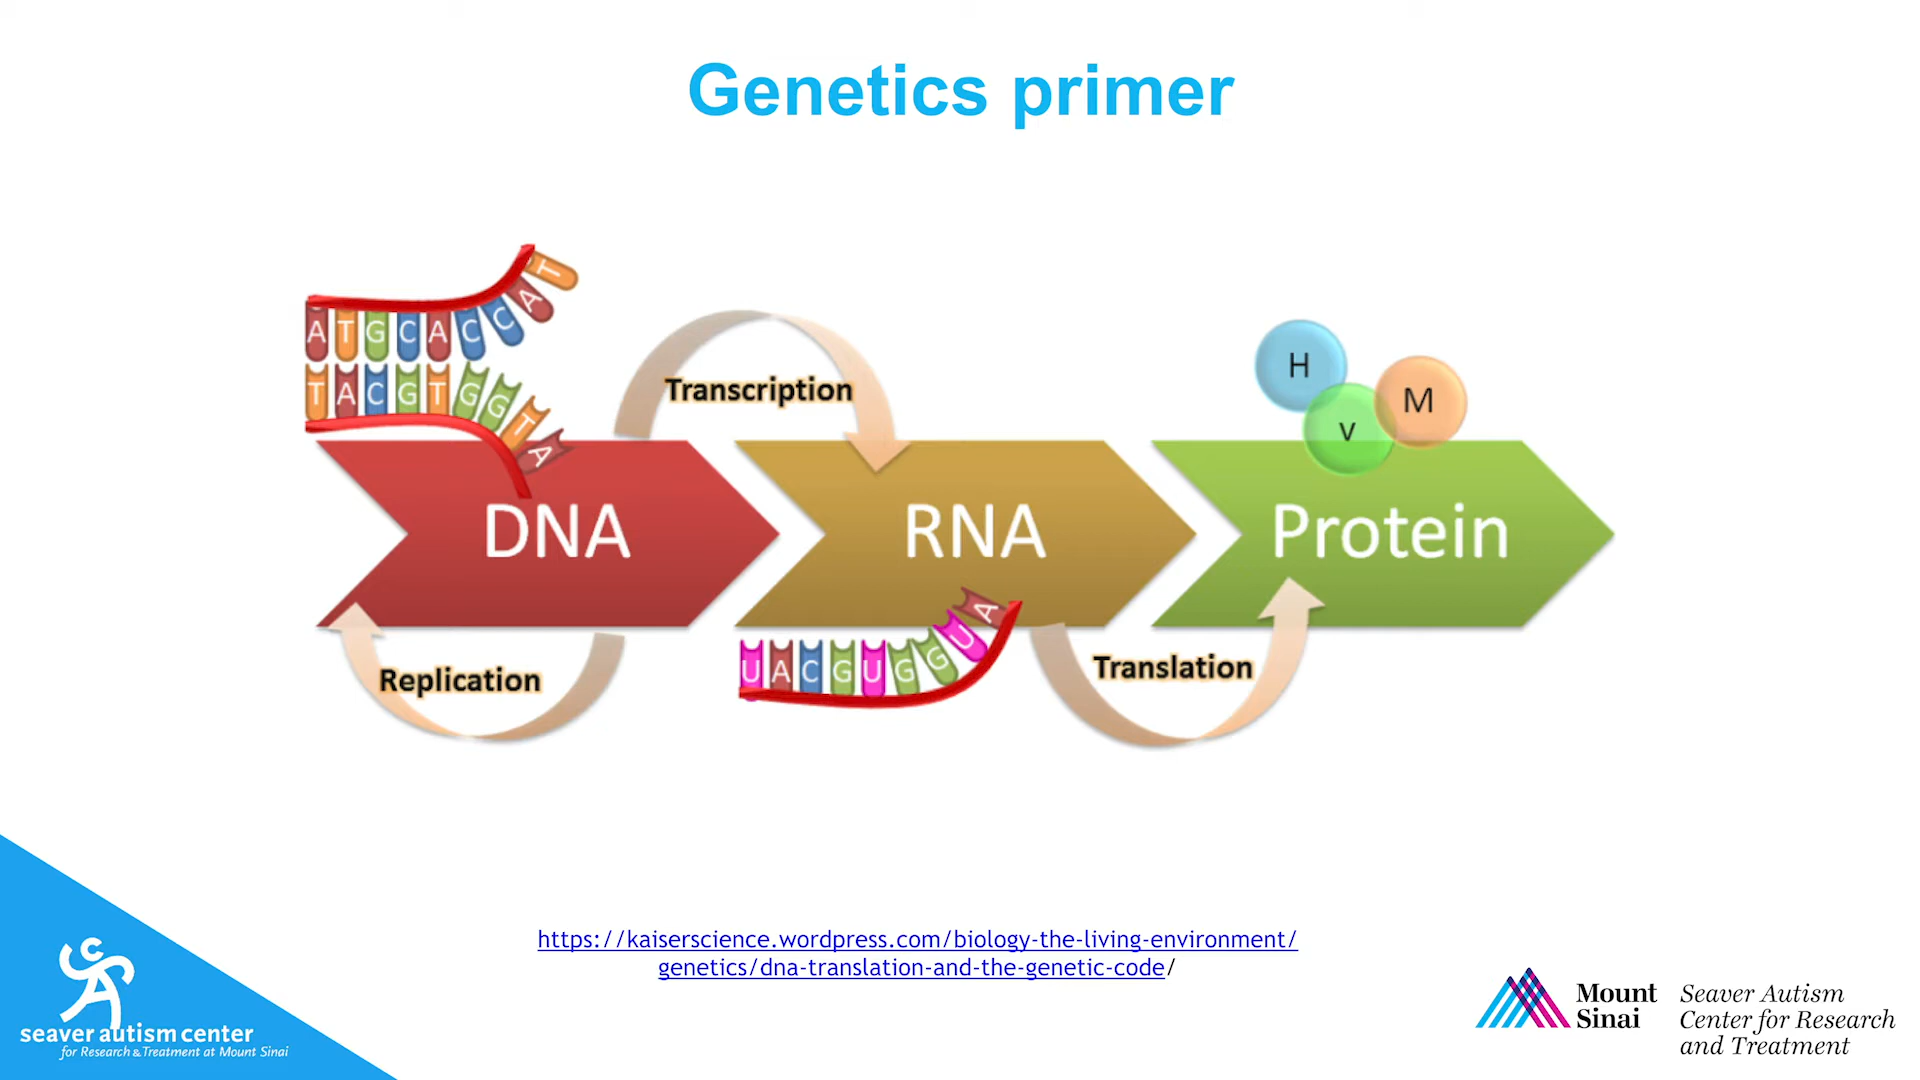 Genetics primer
ATGCACCAT
TACGTGGTA
Transcription
H
V
M
DNA
RNA
Protein
Replication
UACGUGGUA
Translation
https://kaiserscience.wordpress.com/biology-the-living-environment/
genetics/dna-translation-and-the-genetic-code/
SAC
seaver autism center
for Research & Treatment at Mount Sinai
Mount
Sinai
Seaver Autism
Center for Research
and Treatment